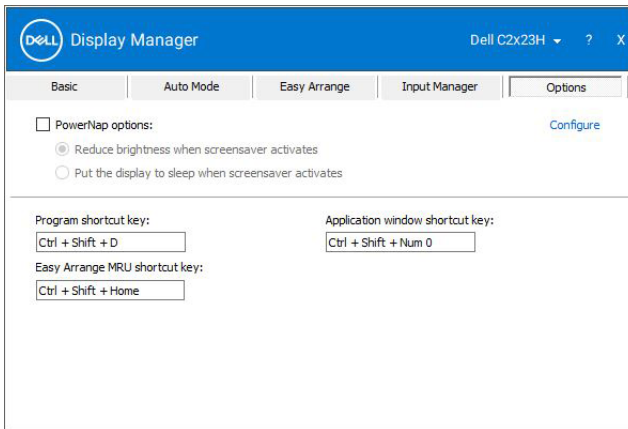 DELL Display Manager Dell C2x23H ? X
Basic Auto Mode Easy Arrange Input Manager Options
PowerNap options: Configure
Reduce brightness when screensaver activates
Put the display to sleep when screensaver activates
Program shortcut key: Application window shortcut key:
Ctrl + Shift + D Ctrl + Shift + Num 0
Easy Arrange MRU shortcut key:
Ctrl + Shift + Home